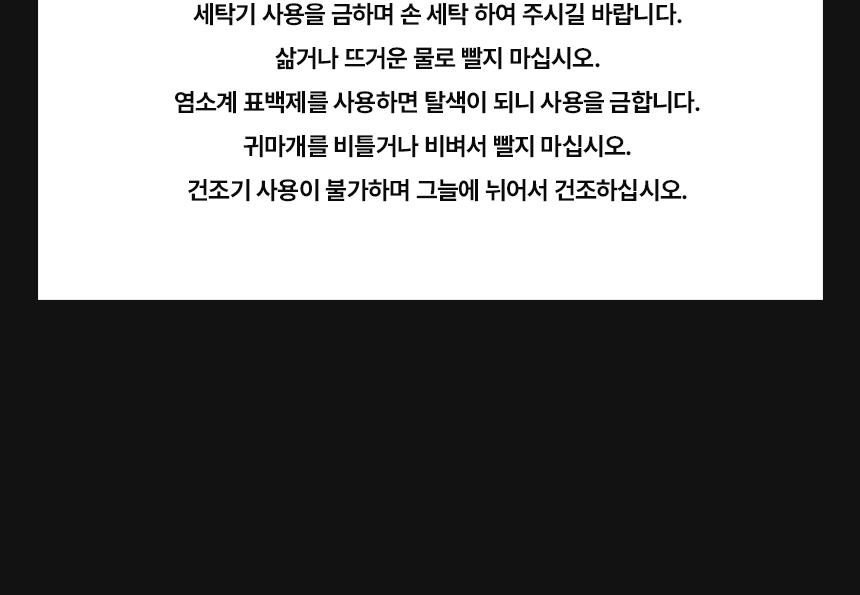 세탁기 사용을 금하며 손 세탁 하여 주시길 바랍니다.
삶거나 뜨거운 물로 빨지 마십시오.
염소계 표백제를 사용하면 탈색이 되니 사용을 금합니다.
귀마개를 비틀거나 비벼서 빨지 마십시오.
건조기 사용이 불가하며 그늘에 뉘어서 건조하십시오.